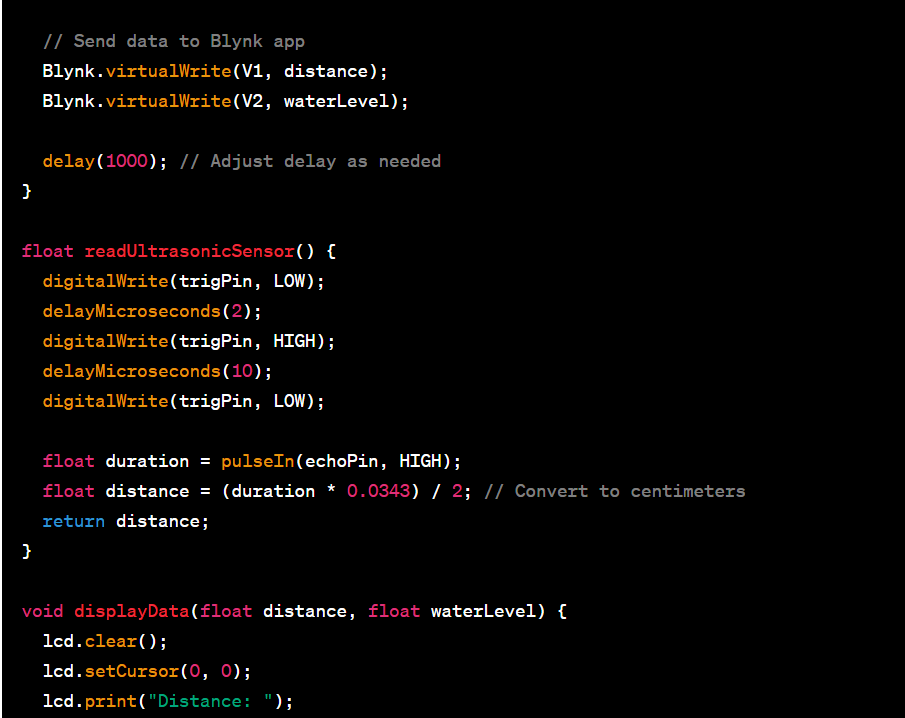 // Send data to Blynk app
Blynk.virtualWrite(V1, distance);
Blynk.virtualWrite(V2, waterLevel);
delay(1000); // Adjust delay as needed
}
float readUltrasonicSensor() {
digitalWrite(trigPin, LOW);
delayMicroseconds(2);
digitalWrite(trigPin, HIGH);
delayMicroseconds(10);
digitalWrite(trigPin, LOW);
float duration = pulseIn(echoPin, HIGH);
float distance = (duration * 0.0343) / 2; // Convert to centimeters
return distance;
}
void displayData(float distance, float waterLevel) {
lcd.clear();
lcd.setCursor(0, 0);
lcd.print("Distance: ");